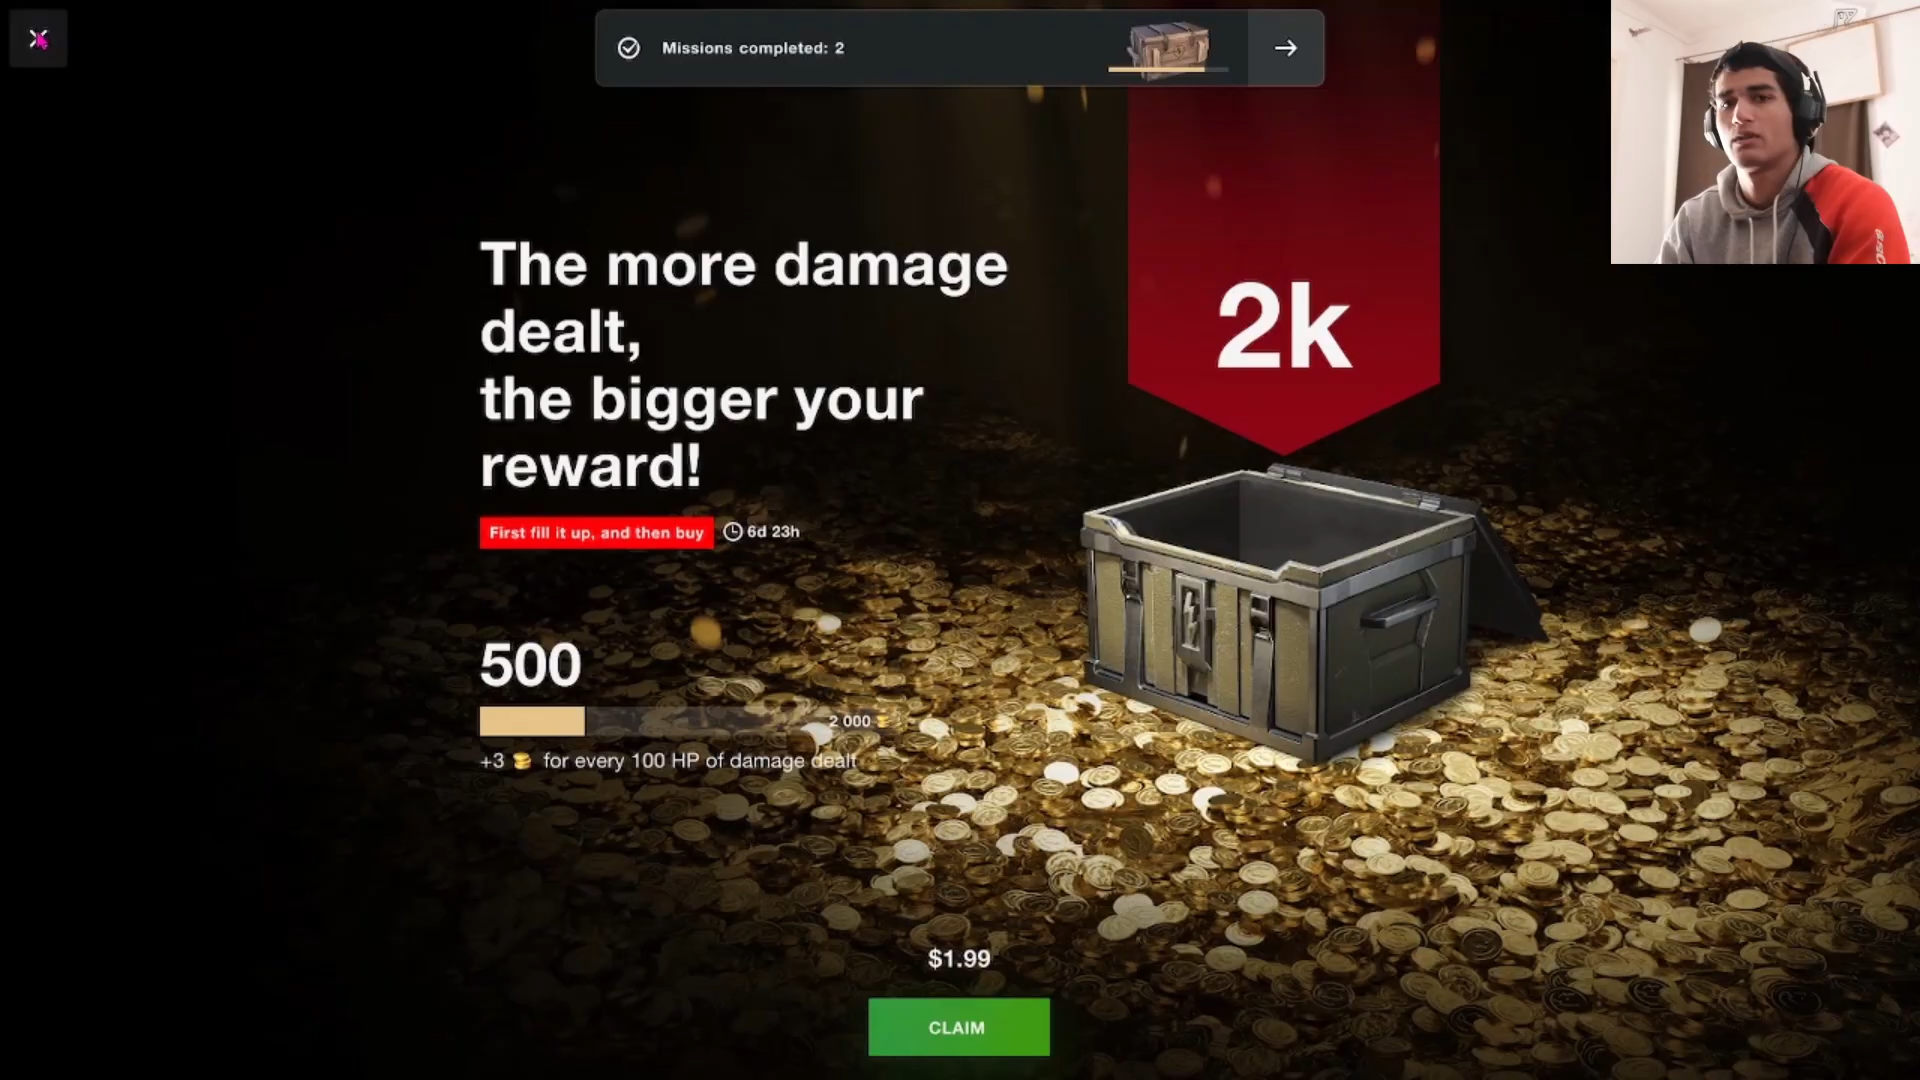 Missions completed: 2
2k
The more damage
dealt,
the bigger your
reward!
First fill it up, and then buy
6d 23h
500
2 000
+3 for every 100 HP of damage dealt
$1.99
CLAIM